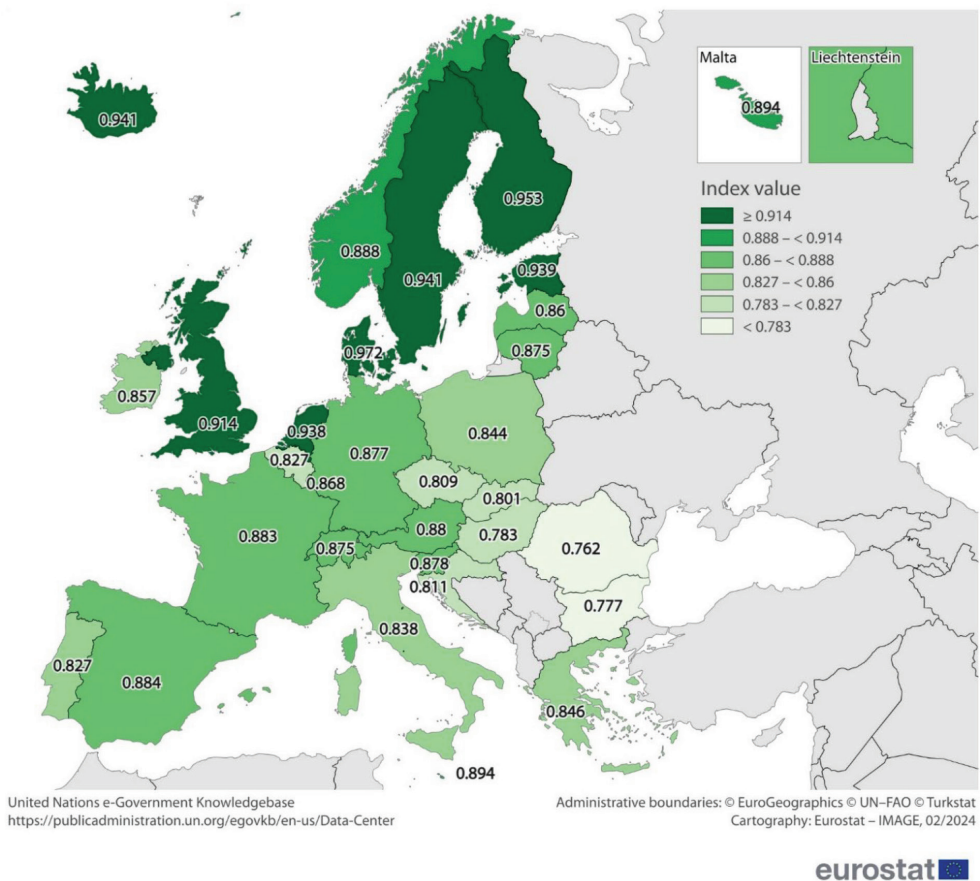 Malta
0.894
Liechtenstein
Index value
≥ 0.914
0.888 – < 0.914
0.86 – < 0.888
0.827 – < 0.86
0.783 – < 0.827
< 0.783
0.941
0.953
0.888
0.941
0.939
0.86
0.972
0.875
0.857
0.914
0.938
0.844
0.827
0.877
0.868
0.809
0.801
0.883
0.88
0.783
0.875
0.762
0.878
0.811
0.777
0.838
0.827
0.884
0.846
0.894
United Nations e-Government Knowledgebase
https://publicadministration.un.org/egovkb/en-us/Data-Center
Administrative boundaries: © EuroGeographics © UN–FAO © Turkstat
Cartography: Eurostat – IMAGE, 02/2024
eurostat